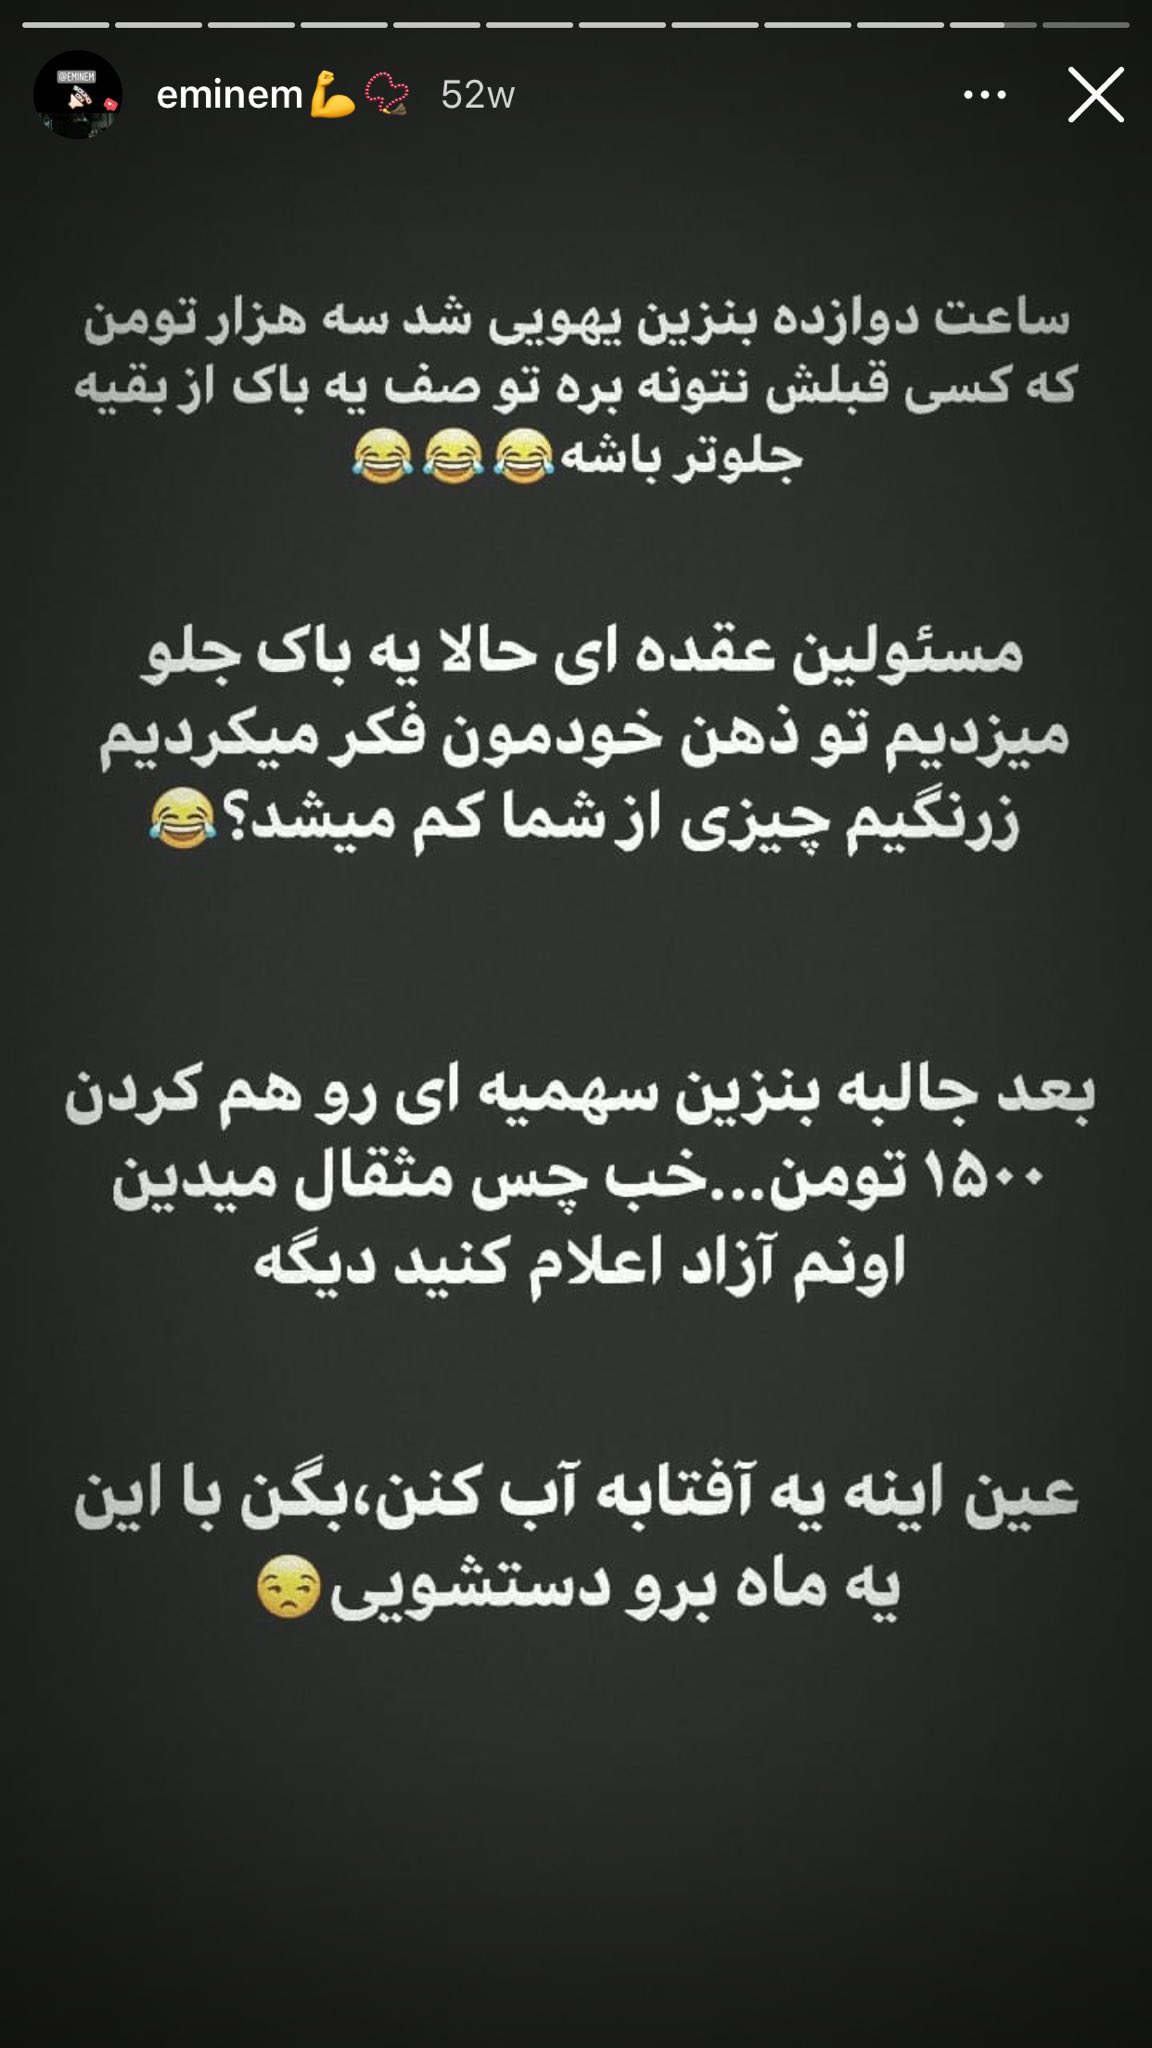 eminem💪📿 52w
@EMINEM
ساعت دوازده بنزین یهویی شد سه هزار تومن
که کسی قبلش نتونه بره تو صف یه باک از بقیه
جلوتر باشه😂😂😂
مسئولین عقده ای حالا یه باک جلو
میزدیم تو ذهن خودمون فکر میکردیم
زرنگیم چیزی از شما کم میشد؟😂
بعد جالبه بنزین سهمیه ای رو هم کردن
۱۵۰۰ تومن...خب چس مثقال میدین
اونم آزاد اعلام کنید دیگه
عین اینه یه آفتابه آب کنن،بگن با این
یه ماه برو دستشویی😒